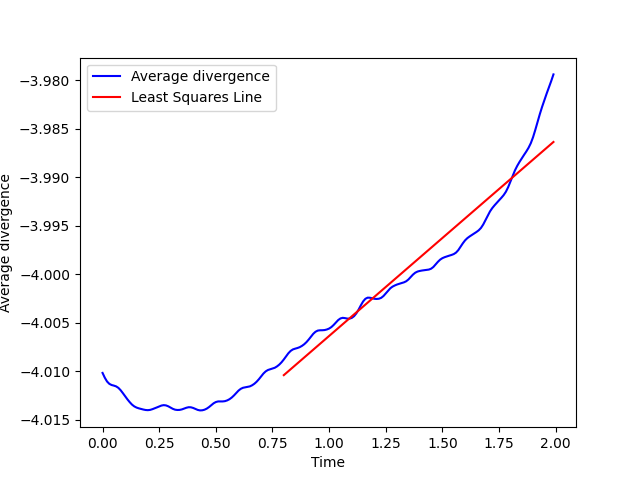 Average divergence
Least Squares Line
−3.980
−3.985
−3.990
−3.995
−4.000
−4.005
−4.010
−4.015
Average divergence
0.00 0.25 0.50 0.75 1.00 1.25 1.50 1.75 2.00
Time